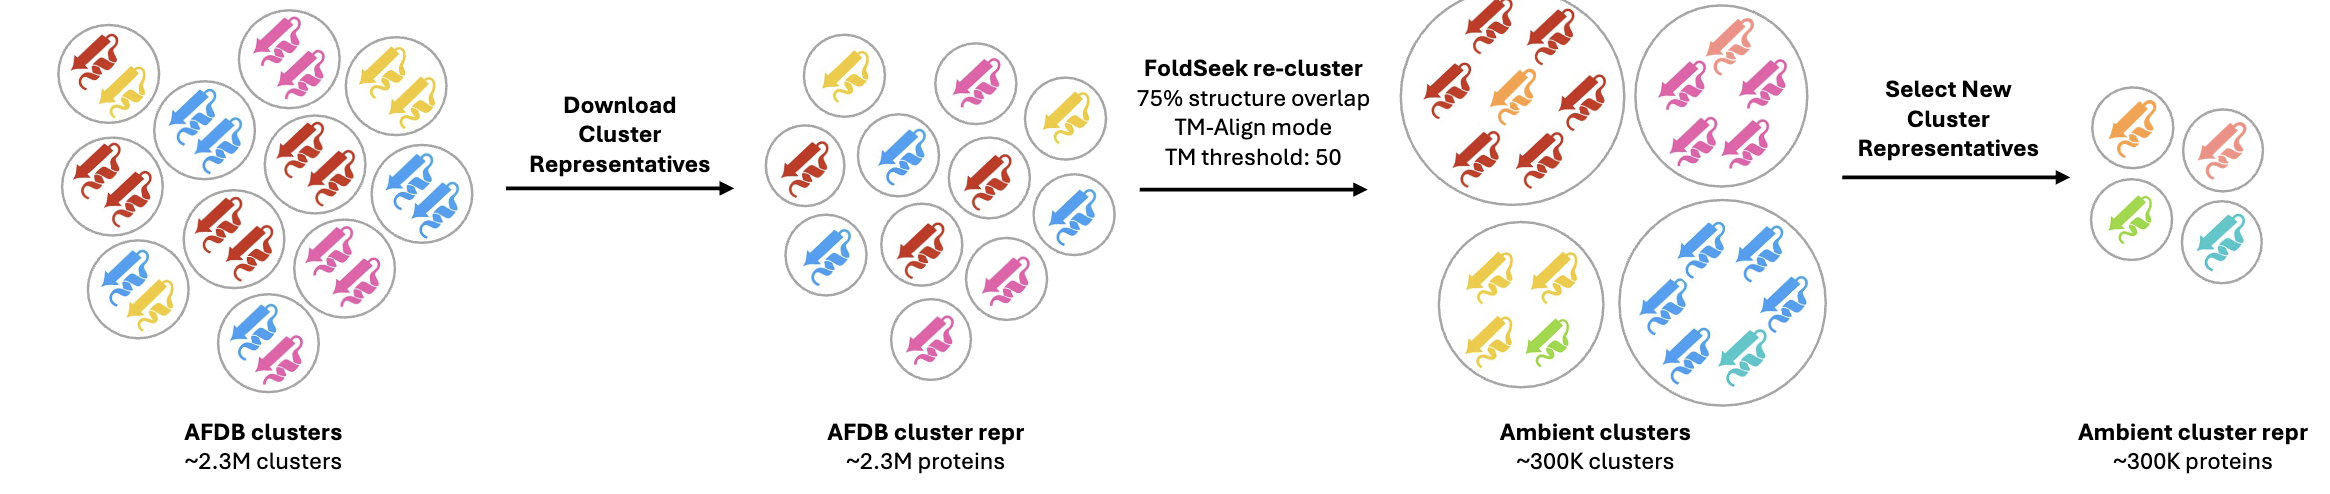 Download
Cluster
Representatives
FoldSeek re-cluster
75% structure overlap
TM-Align mode
TM threshold: 50
Select New
Cluster
Representatives
AFDB clusters
~2.3M clusters
AFDB cluster repr
~2.3M proteins
Ambient clusters
~300K clusters
Ambient cluster repr
~300K proteins